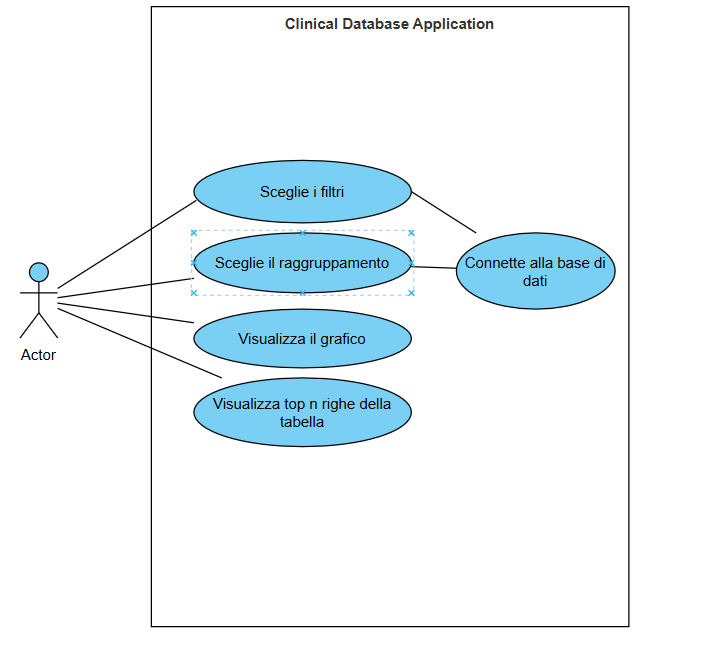 Clinical Database Application
Sceglie i filtri
Sceglie il raggruppamento
Connette alla base di
dati
Visualizza il grafico
Actor
Visualizza top n righe della
tabella